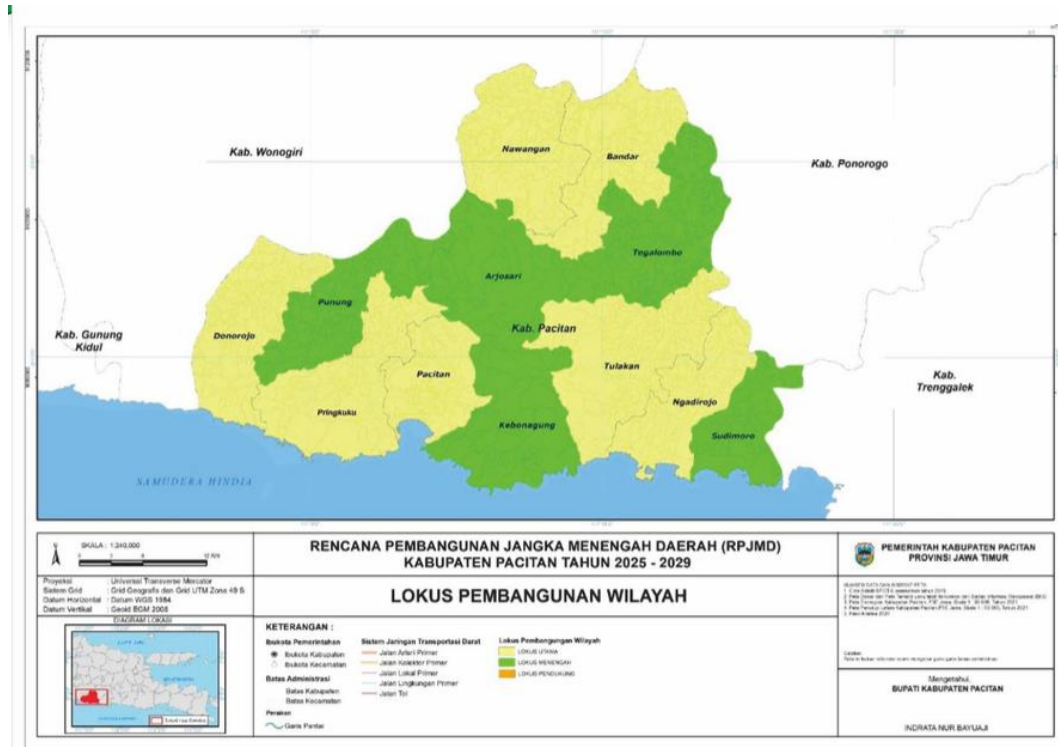 Nawangan
Bandar
Kab. Wonogiri
Kab. Ponorogo
Tegalombo
Arjosari
Punung
Kab. Pacitan
Donorojo
Kab. Gunung
Kidul
Pacitan
Tulakan
Kab.
Trenggalek
Ngadirojo
Pringkuku
Kebonagung
Sudimoro
SAMUDERA HINDIA
SKALA : 1:240,000
Proyeksi : Universal Transverse Mercator
Sistem Grid : Grid Geografis dan Grid UTM Zone 49 S
Datum Horizontal : Datum WGS 1984
Datum Vertikal : Geoid EGM 2008
DIAGRAM LOKASI
RENCANA PEMBANGUNAN JANGKA MENENGAH DAERAH (RPJMD)
KABUPATEN PACITAN TAHUN 2025 - 2029
LOKUS PEMBANGUNAN WILAYAH
KETERANGAN :
Ibukota Pemerintahan
Ibukota Kabupaten
Ibukota Kecamatan
Batas Administrasi
Batas Kabupaten
Batas Kecamatan
Perairan
Garis Pantai
Sistem Jaringan Transportasi Darat
Jalan Arteri Primer
Jalan Kolektor Primer
Jalan Lokal Primer
Jalan Lingkungan Primer
Jalan Tol
Lokus Pembangunan Wilayah
LOKUS UTAMA
LOKUS MENENGAH
LOKUS PENDUKUNG
PEMERINTAH KABUPATEN PACITAN
PROVINSI JAWA TIMUR
Mengetahui,
BUPATI KABUPATEN PACITAN
INDRATA NUR BAYUAJI